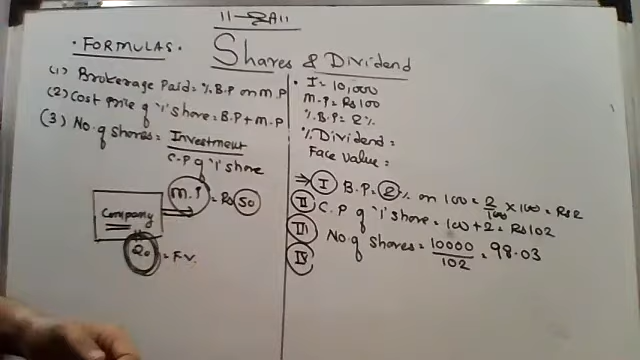 11-2A11
Shares & Dividend
• FORMULAS •
(1) Brokerage Paid = % B.P on M.P
(2) Cost Price of '1' share = B.P + M.P
(3) No. of shares = Investment
C.P of '1' share
Company
M.P = Rs 50
20 = F.V.
• I = 10,000
M.P = Rs 100
% B.P = 2%
% Dividend =
Face Value =
⇒ I B.P = 2% on 100 = 2/100 × 100 = Rs 2
II C.P of '1' share = 100 + 2 = Rs 102
III No. of shares = 10000/102 = 98.03
IV